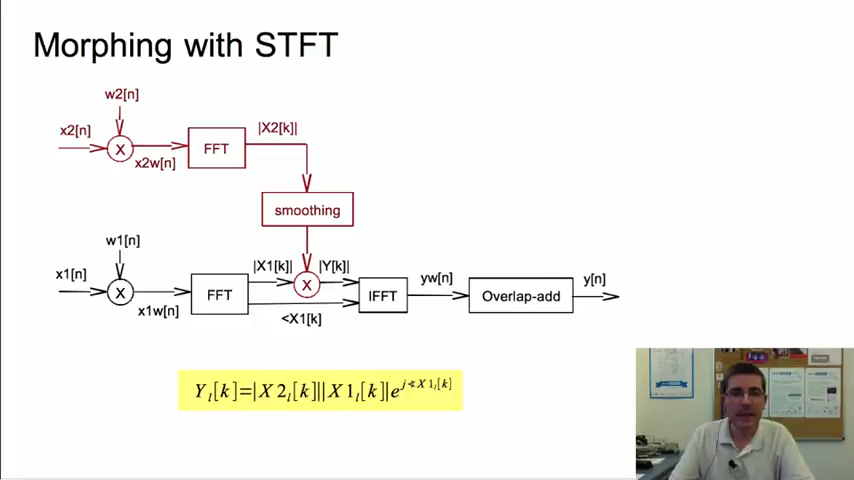 Morphing with STFT
w2[n]
x2[n]
X
x2w[n]
FFT
|X2[k]|
smoothing
w1[n]
x1[n]
X
x1w[n]
FFT
|X1[k]|
X
|Y[k]|
<X1[k]
IFFT
yw[n]
Overlap-add
y[n]
Y_l[k]=|X2_l[k]||X1_l[k]|e^{j∢X1_l[k]}